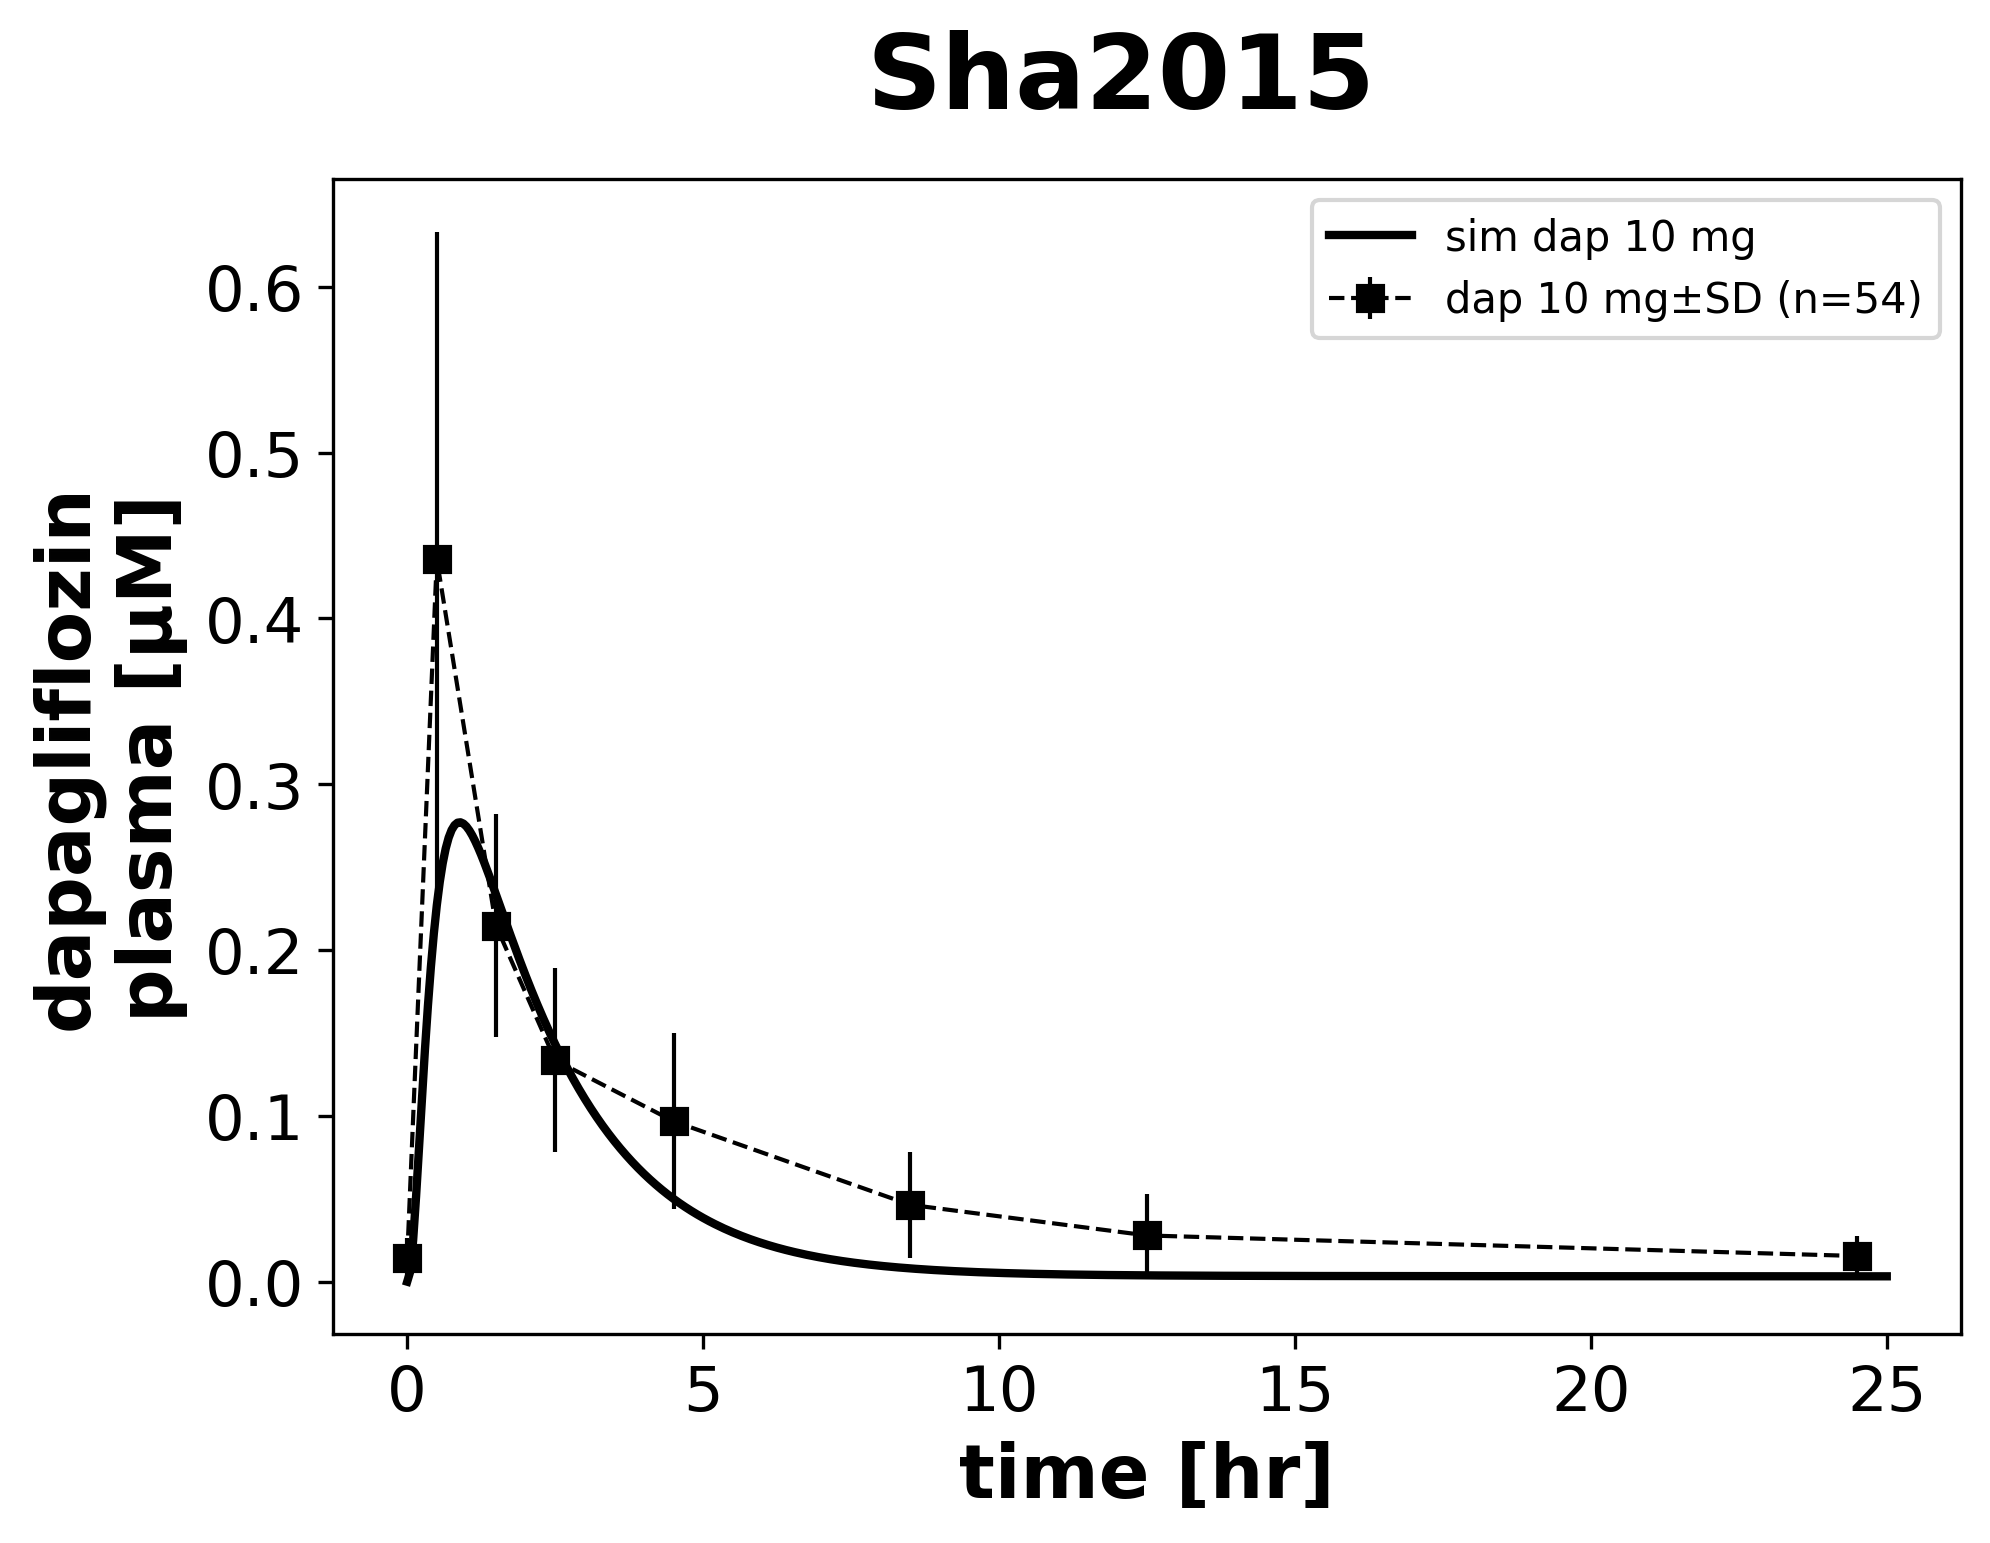 Sha2015
sim dap 10 mg
dap 10 mg±SD (n=54)
dapagliflozin
plasma [µM]
0.6
0.5
0.4
0.3
0.2
0.1
0.0
0 5 10 15 20 25
time [hr]